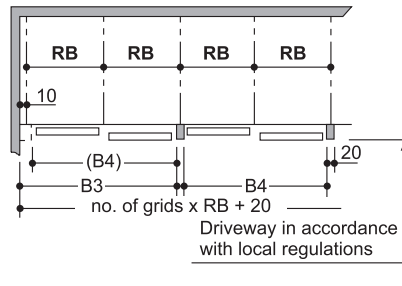 RB RB RB RB
10
(B4) 20
B3 B4
no. of grids x RB + 20
Driveway in accordance
with local regulations